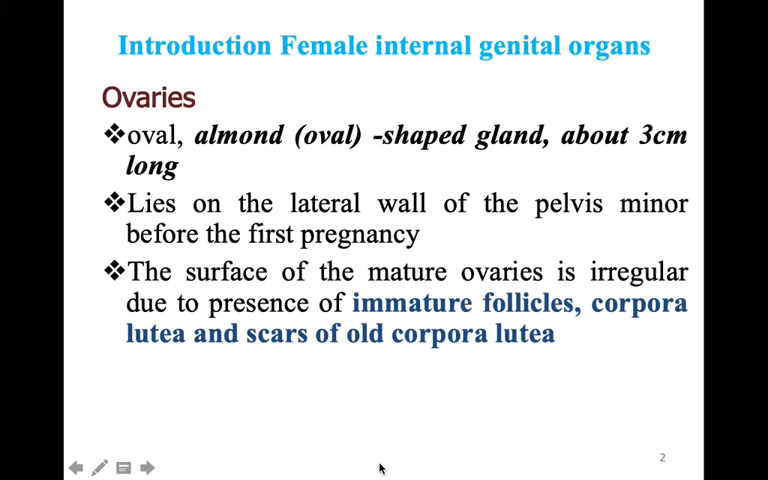 Introduction Female internal genital organs
Ovaries
❖oval, almond (oval) -shaped gland, about 3cm
long
❖Lies on the lateral wall of the pelvis minor
before the first pregnancy
❖The surface of the mature ovaries is irregular
due to presence of immature follicles, corpora
lutea and scars of old corpora lutea
2